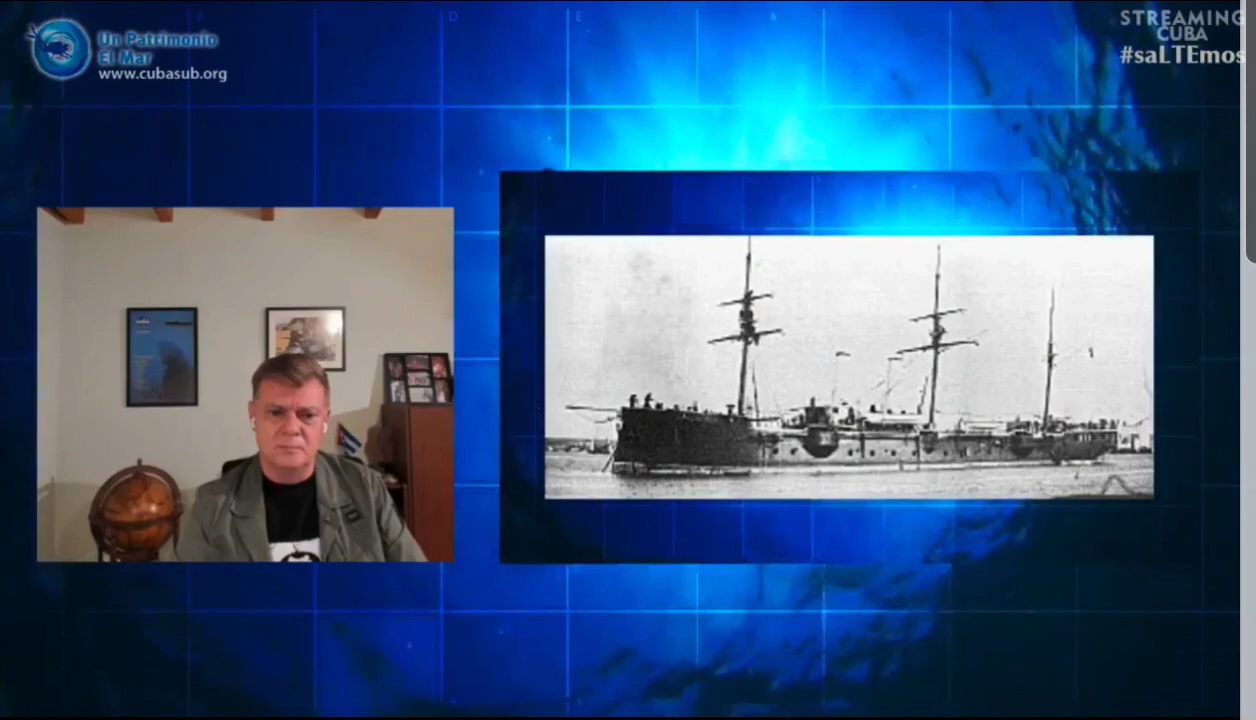 Un Patrimonio
El Mar
www.cubasub.org
STREAMING
CUBA
#saLTEmos
D
E